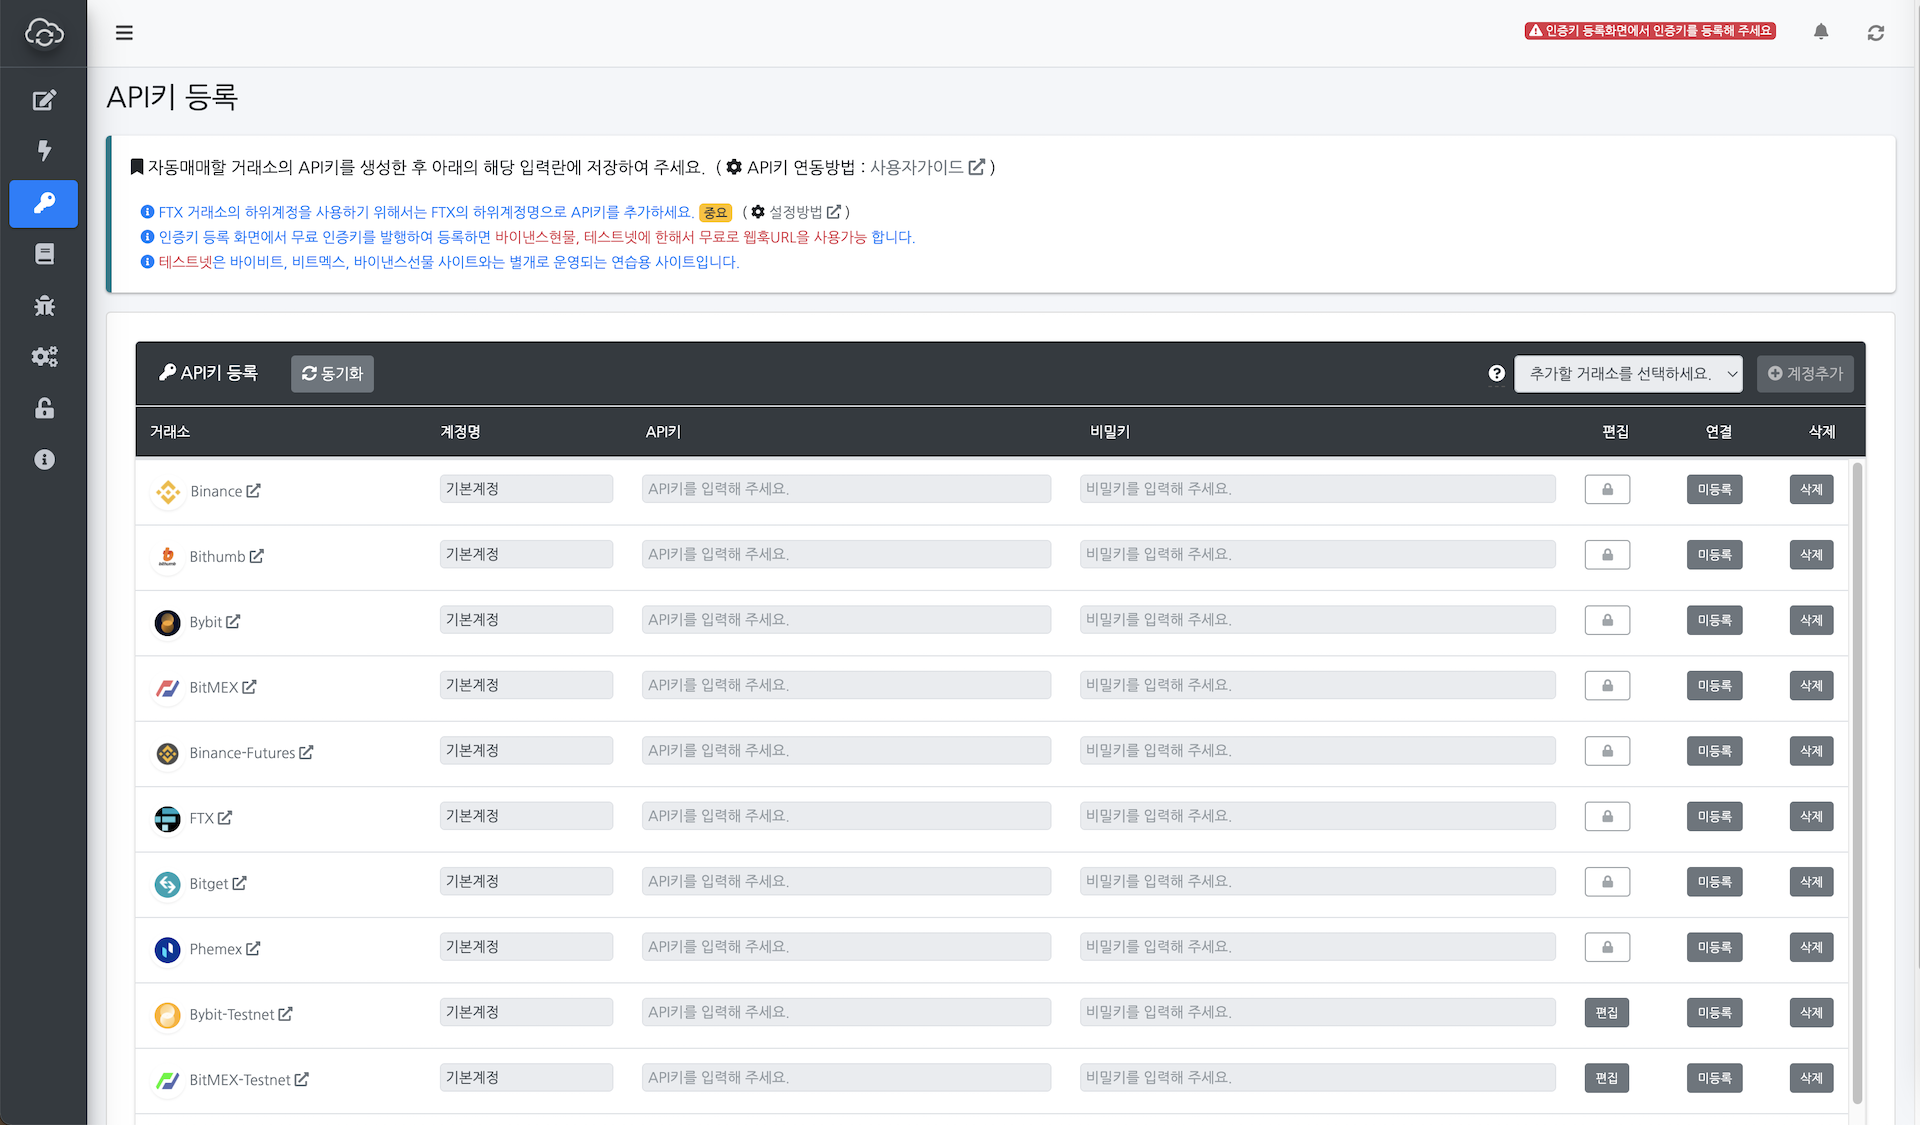 인증키 등록화면에서 인증키를 등록해 주세요
API키 등록
자동매매할 거래소의 API키를 생성한 후 아래의 해당 입력란에 저장하여 주세요. ( API키 연동방법 : 사용자가이드 )
FTX 거래소의 하위계정을 사용하기 위해서는 FTX의 하위계정명으로 API키를 추가하세요. 중요 ( 설정방법 )
인증키 등록 화면에서 무료 인증키를 발행하여 등록하면 바이낸스현물, 테스트넷에 한해서 무료로 웹훅URL을 사용가능 합니다.
테스트넷은 바이비트, 비트멕스, 바이낸스선물 사이트와는 별개로 운영되는 연습용 사이트입니다.
API키 등록 동기화 추가할 거래소를 선택하세요. 계정추가
거래소 계정명 API키 비밀키 편집 연결 삭제
Binance 기본계정 API키를 입력해 주세요. 비밀키를 입력해 주세요. 미등록 삭제
Bithumb 기본계정 API키를 입력해 주세요. 비밀키를 입력해 주세요. 미등록 삭제
Bybit 기본계정 API키를 입력해 주세요. 비밀키를 입력해 주세요. 미등록 삭제
BitMEX 기본계정 API키를 입력해 주세요. 비밀키를 입력해 주세요. 미등록 삭제
Binance-Futures 기본계정 API키를 입력해 주세요. 비밀키를 입력해 주세요. 미등록 삭제
FTX 기본계정 API키를 입력해 주세요. 비밀키를 입력해 주세요. 미등록 삭제
Bitget 기본계정 API키를 입력해 주세요. 비밀키를 입력해 주세요. 미등록 삭제
Phemex 기본계정 API키를 입력해 주세요. 비밀키를 입력해 주세요. 미등록 삭제
Bybit-Testnet 기본계정 API키를 입력해 주세요. 비밀키를 입력해 주세요. 편집 미등록 삭제
BitMEX-Testnet 기본계정 API키를 입력해 주세요. 비밀키를 입력해 주세요. 편집 미등록 삭제